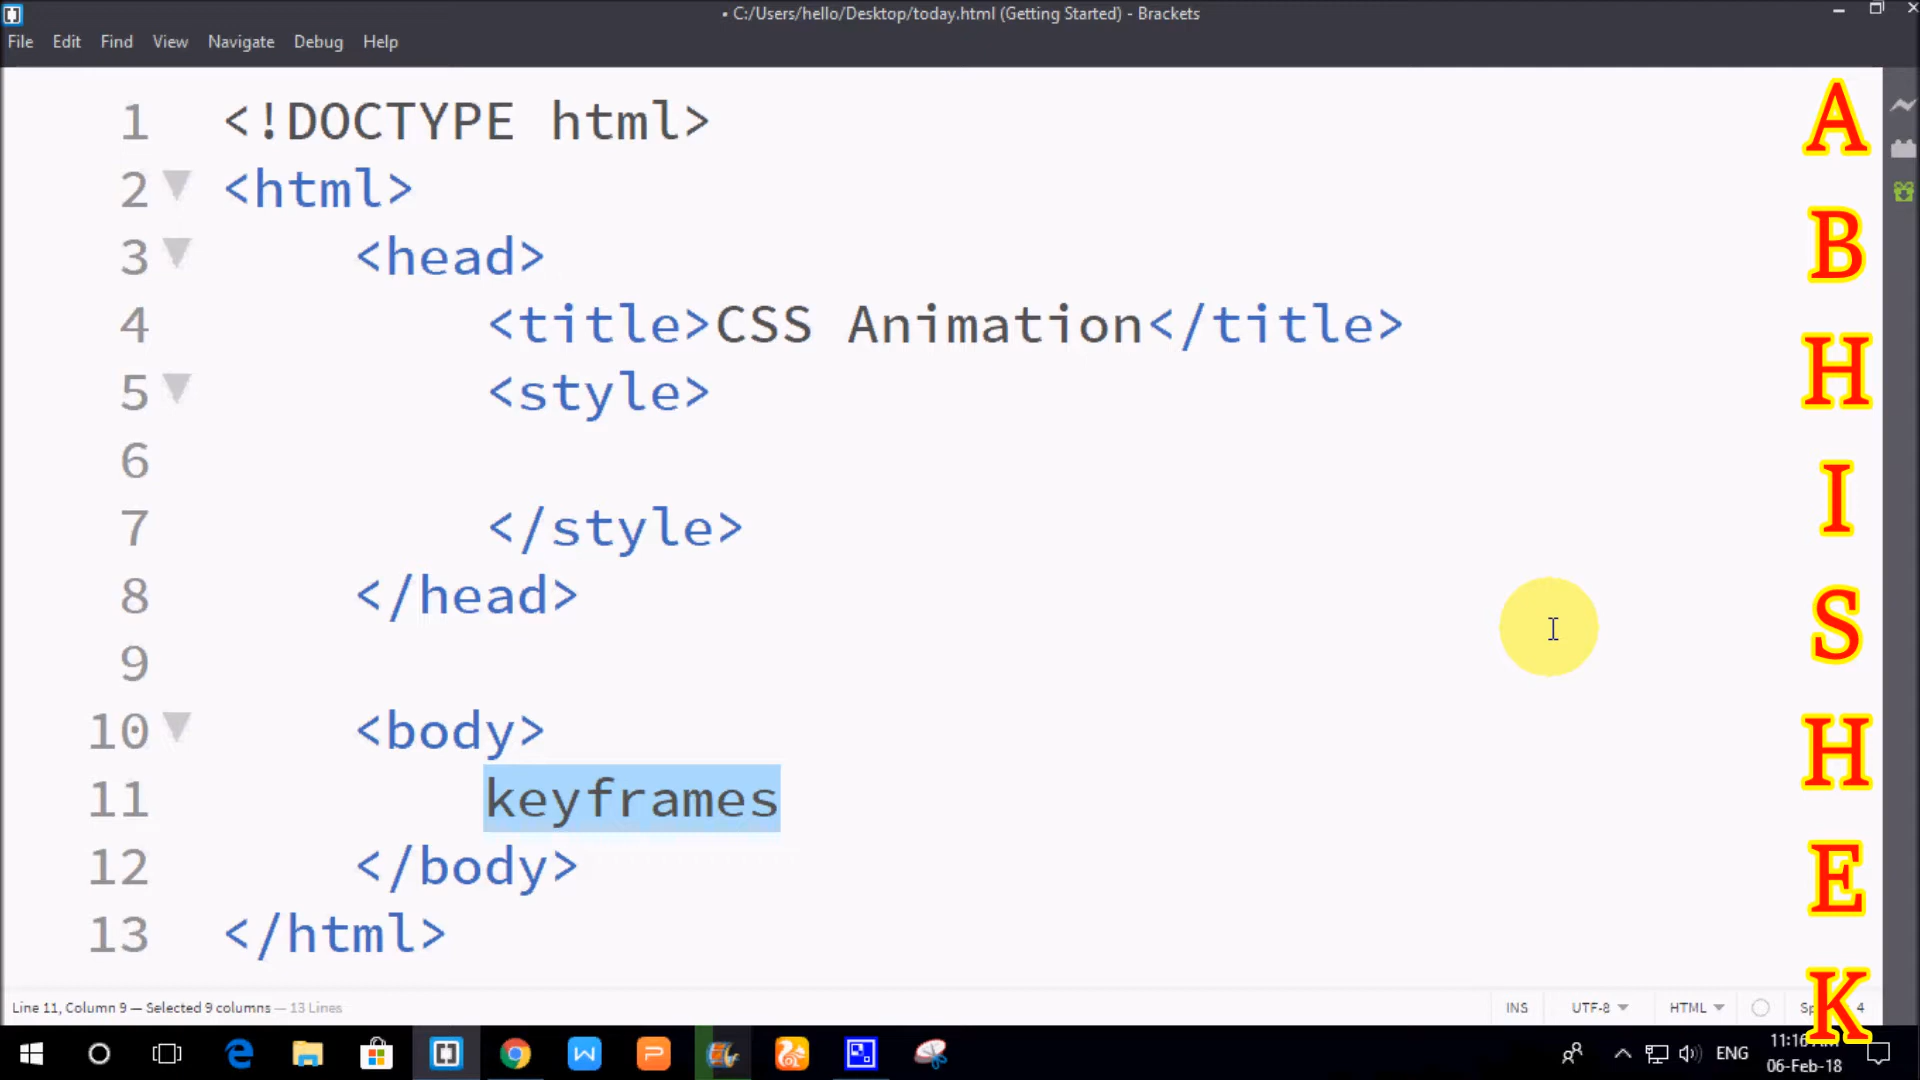 • C:/Users/hello/Desktop/today.html (Getting Started) - Brackets
File Edit Find View Navigate Debug Help
1 <!DOCTYPE html>
2 <html>
3 <head>
4 <title>CSS Animation</title>
5 <style>
6
7 </style>
8 </head>
9
10 <body>
11 keyframes
12 </body>
13 </html>
A
B
H
I
S
H
E
K
Line 11, Column 9 — Selected 9 columns — 13 Lines
INS UTF-8 HTML 4
ENG
06-Feb-18